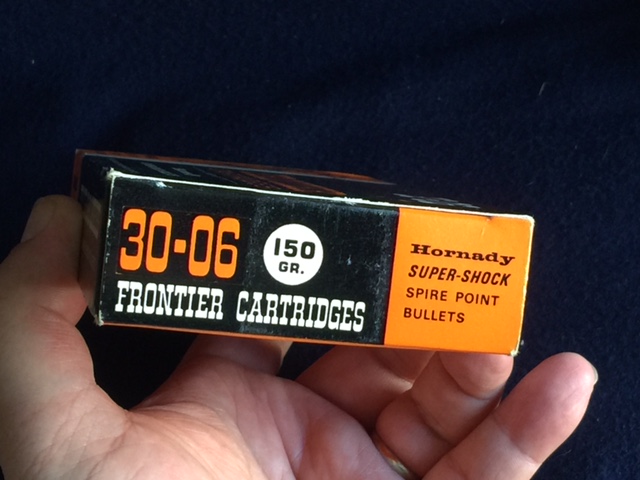 30-06
150
GR.
FRONTIER CARTRIDGES
Hornady
SUPER-SHOCK
SPIRE POINT
BULLETS